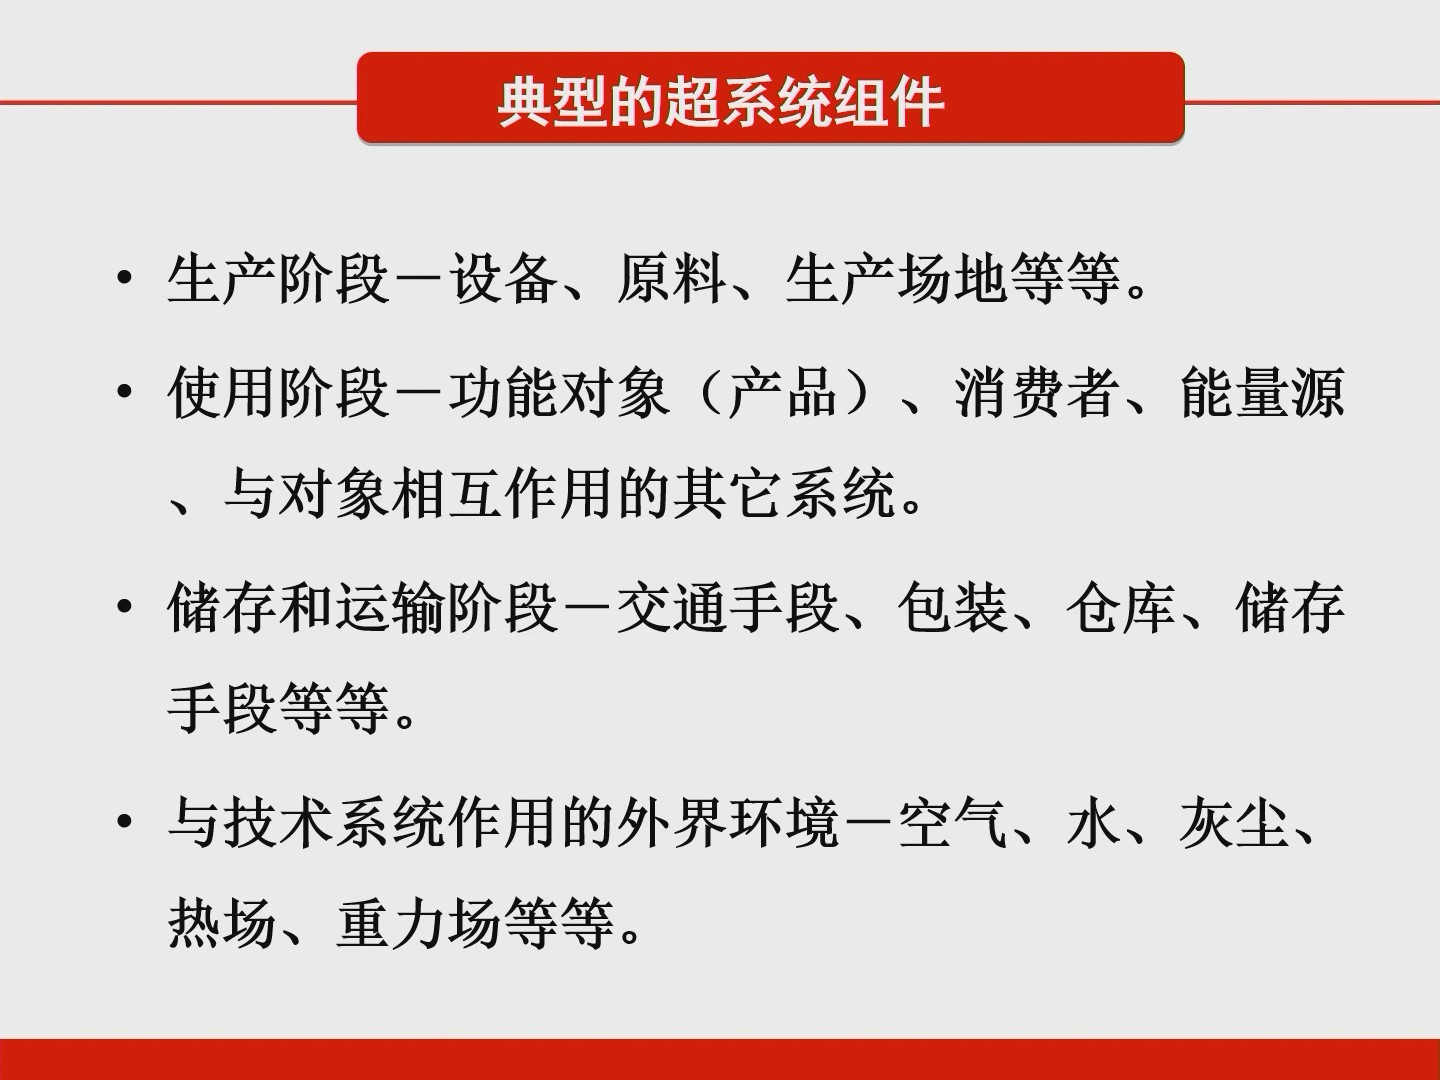 典型的超系统组件
• 生产阶段－设备、原料、生产场地等等。
• 使用阶段－功能对象（产品）、消费者、能量源
、与对象相互作用的其它系统。
• 储存和运输阶段－交通手段、包装、仓库、储存
手段等等。
• 与技术系统作用的外界环境－空气、水、灰尘、
热场、重力场等等。